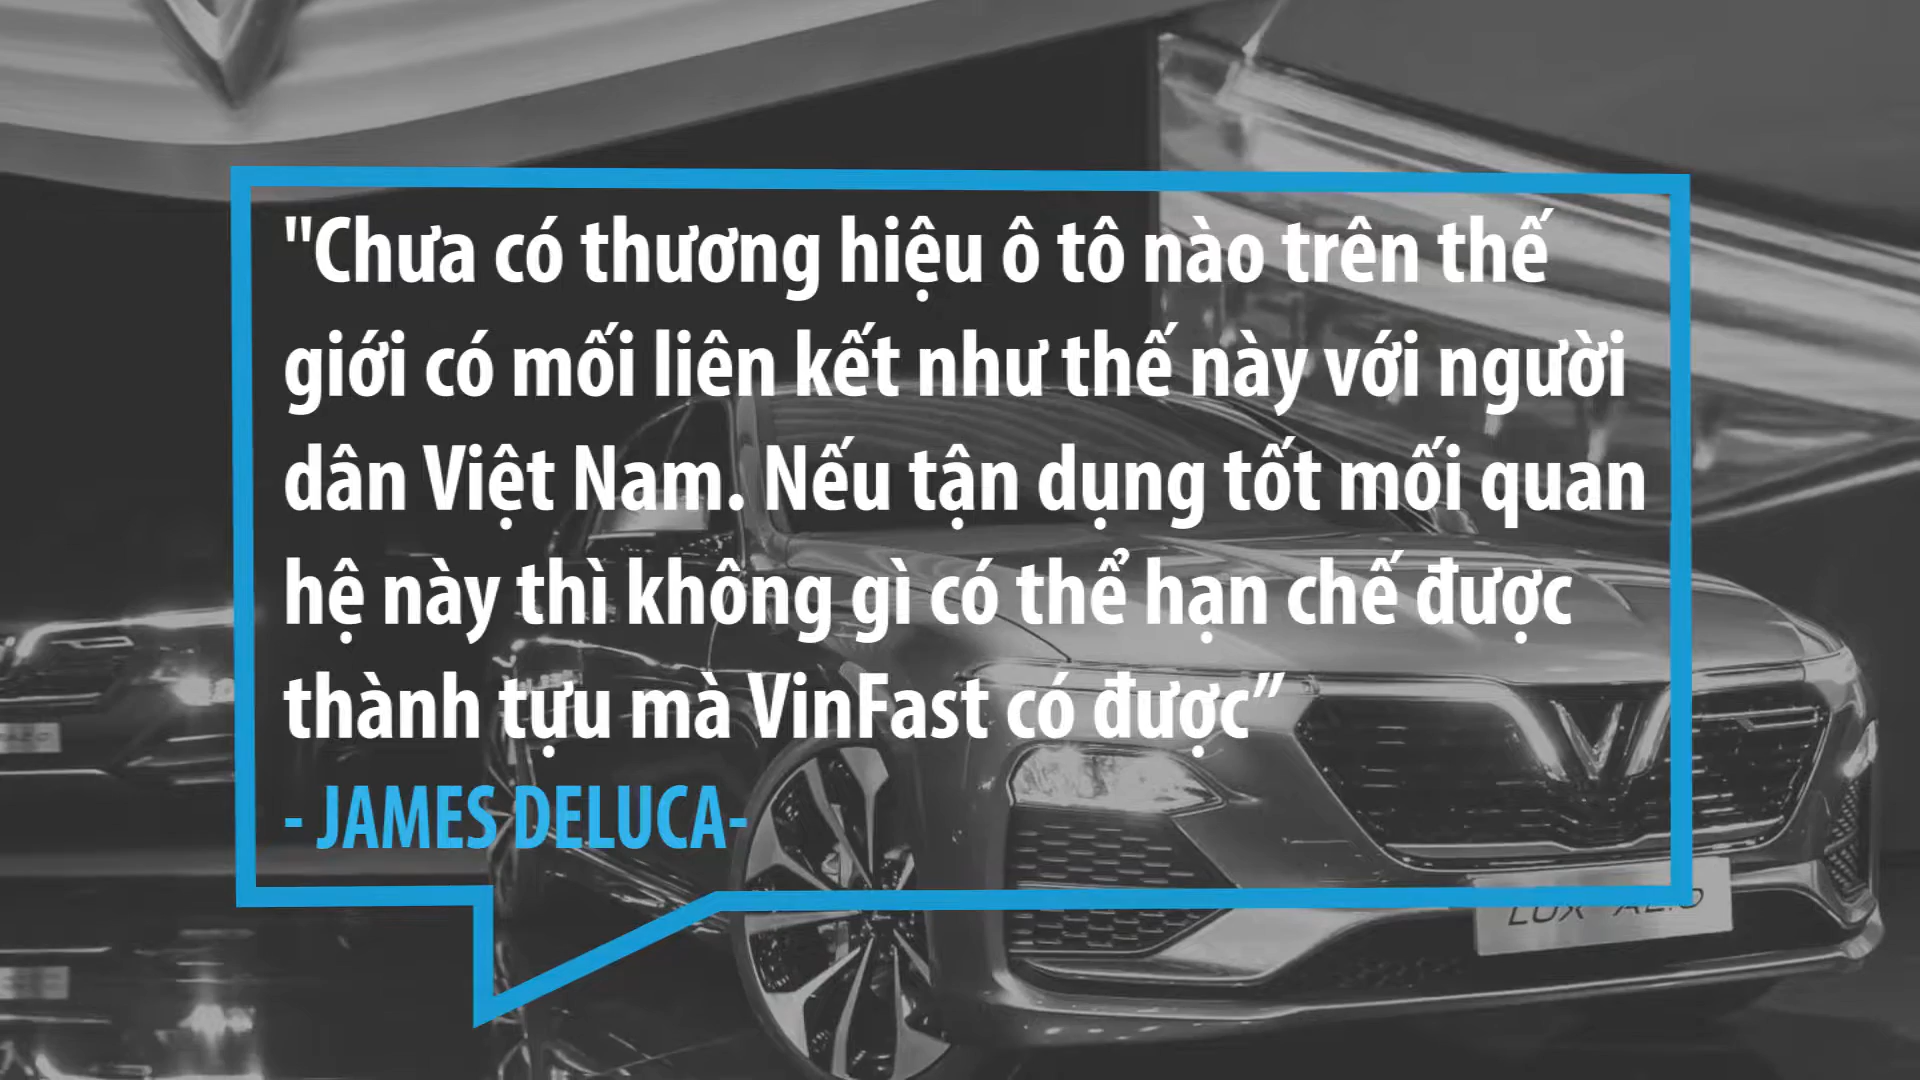 "Chưa có thương hiệu ô tô nào trên thế
giới có mối liên kết như thế này với người
dân Việt Nam. Nếu tận dụng tốt mối quan
hệ này thì không gì có thể hạn chế được
thành tựu mà VinFast có được”
- JAMES DELUCA-
LUX